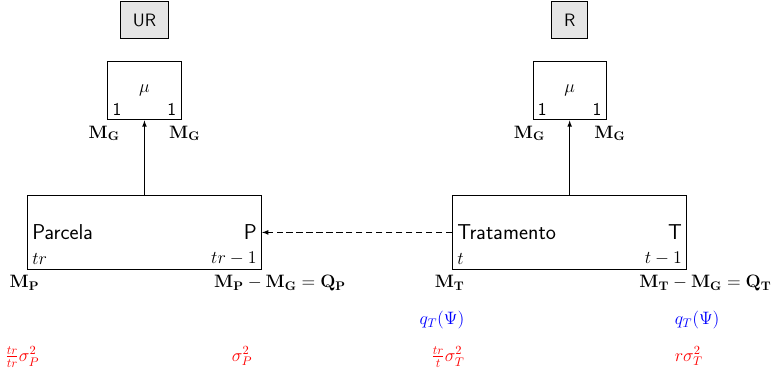 UR R
μ μ
1 1 1 1
M_G M_G M_G M_G
Parcela P Tratamento T
tr tr − 1 t t − 1
M_P M_P − M_G = Q_P M_T M_T − M_G = Q_T
q_T(Ψ) q_T(Ψ)
tr/tr σ²_P σ²_P tr/t σ²_T rσ²_T